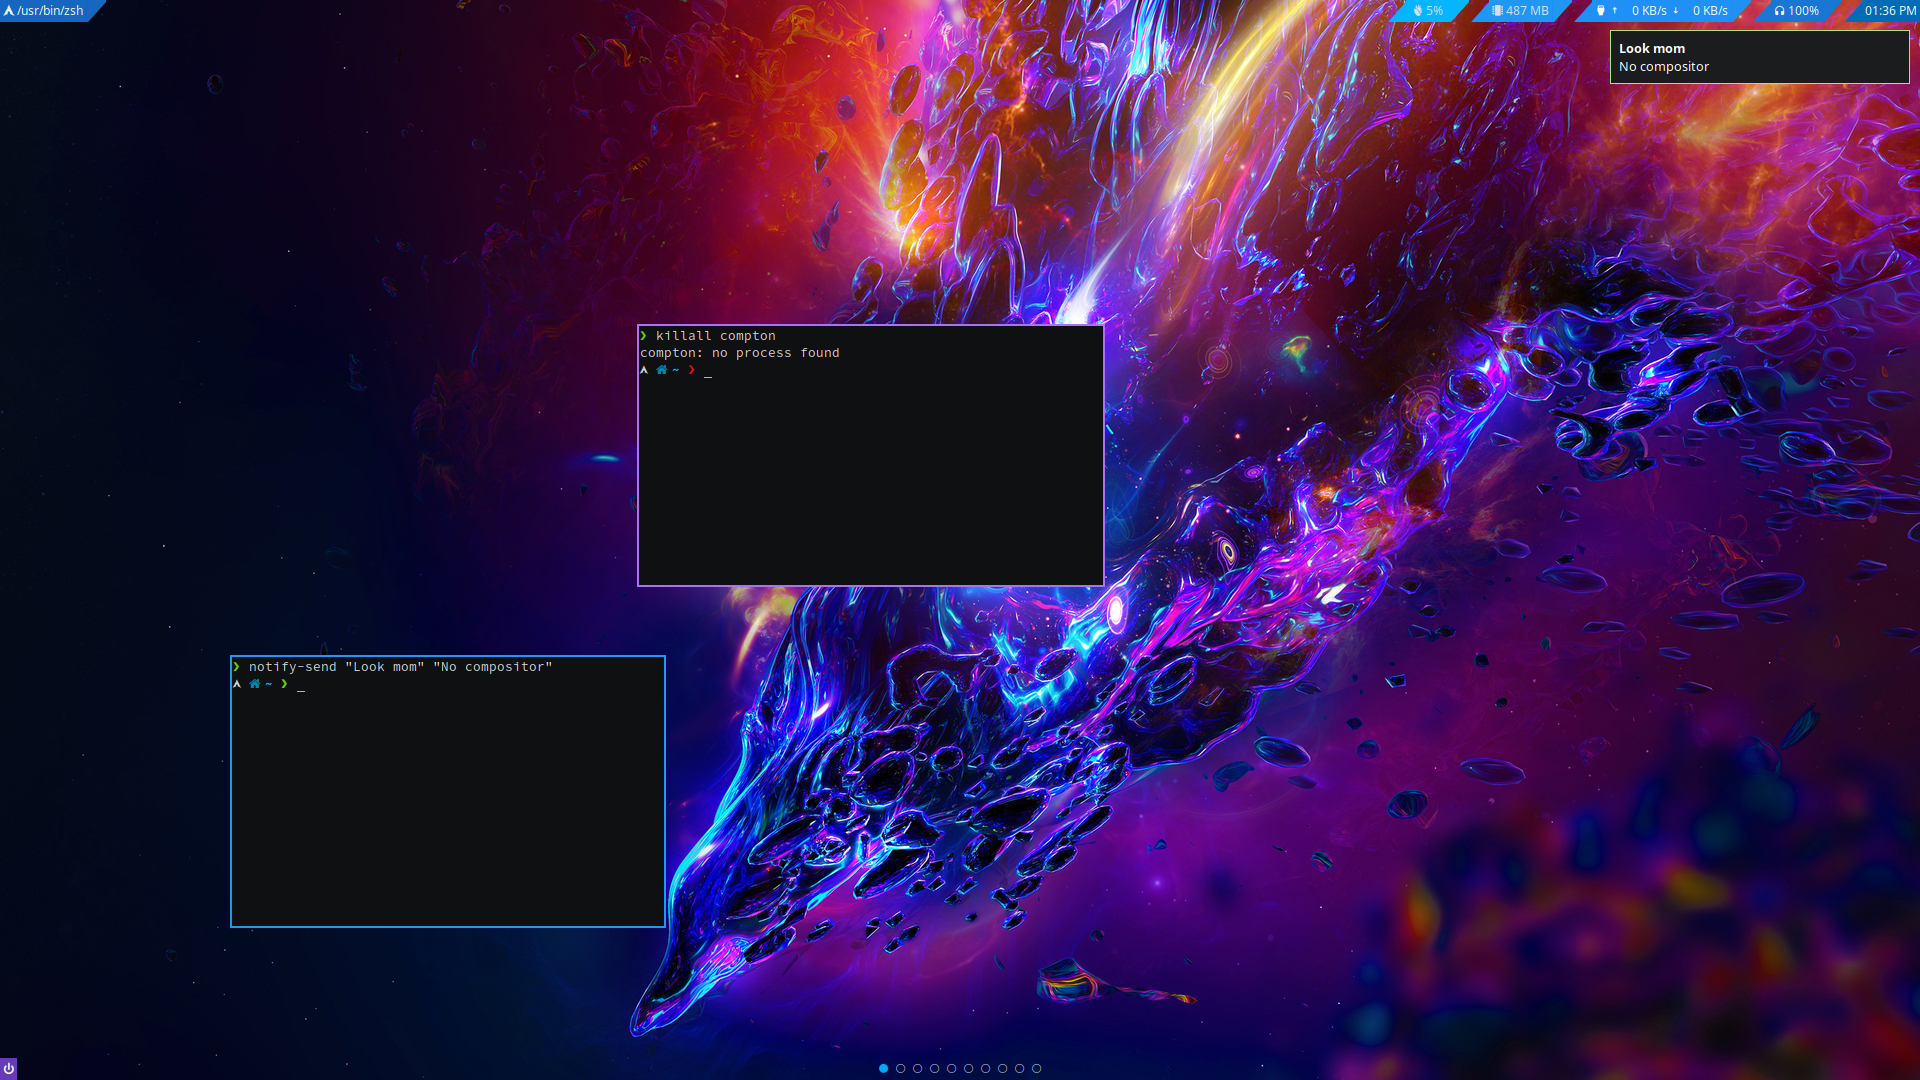 /usr/bin/zsh
5%
487 MB
↑ 0 KB/s ↓ 0 KB/s
100%
01:36 PM
Look mom
No compositor
❯ killall compton
compton: no process found
~ ❯ _
❯ notify-send "Look mom" "No compositor"
~ ❯ _